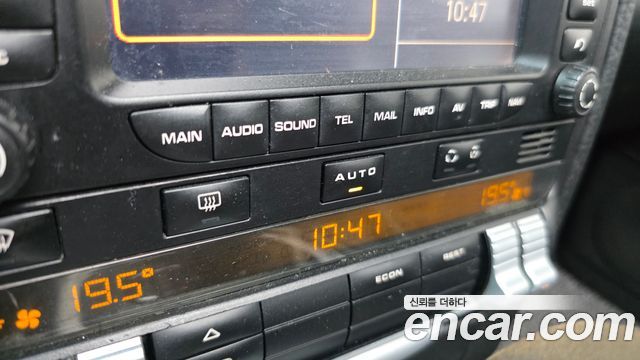 10:47
MAIN AUDIO SOUND TEL MAIL INFO AV TRIP NAVI
AUTO
19.5° 10:47 19.5°
ECON REST
신뢰를 더하다
encar.com®